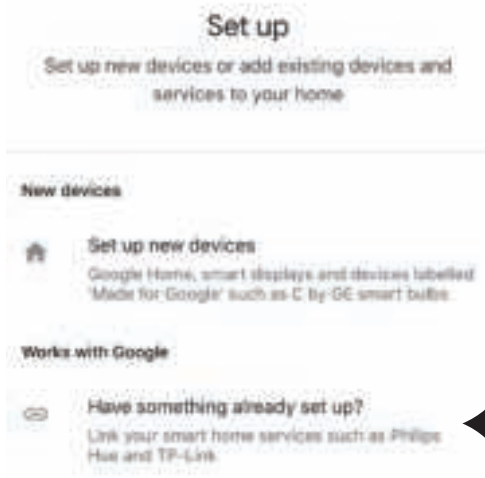 Set up
Set up new devices or add existing devices and
services to your home
New devices
Set up new devices
Google Home, smart displays and devices labelled
'Made for Google' such as C by GE smart bulbs
Works with Google
Have something already set up?
Link your smart home services such as Philips
Hue and TP-Link